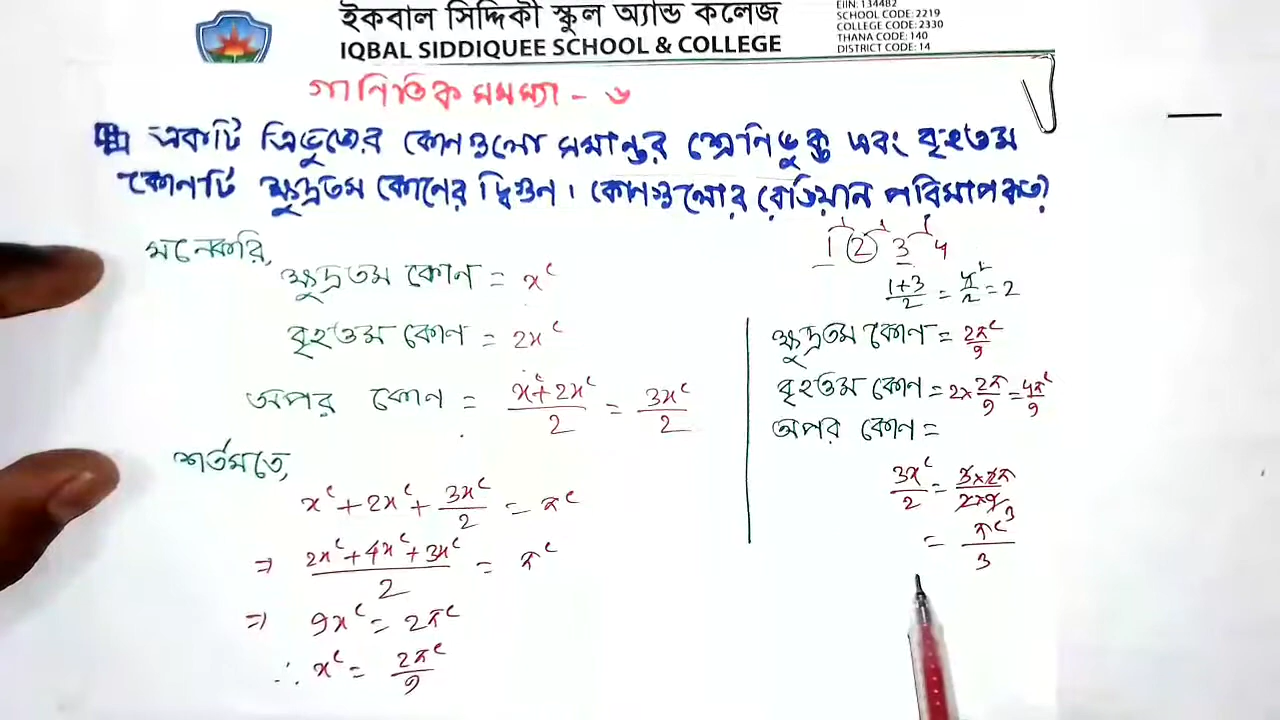 ইকবাল সিদ্দিকী স্কুল অ্যান্ড কলেজ
IQBAL SIDDIQUEE SCHOOL & COLLEGE
EIIN: 134482
SCHOOL CODE: 2219
COLLEGE CODE: 2330
THANA CODE: 140
DISTRICT CODE: 14
গাণিতিক সমস্যা - ৬
একটি ত্রিভুজের কোনগুলো সমান্তর শ্রেনিভুক্ত এবং বৃহত্তম
কোনটি ক্ষুদ্রতম কোনের দ্বিগুন। কোণগুলোর রেডিয়ান পরিমাপ কত?
মনেকরি,
ক্ষুদ্রতম কোন = x^c
বৃহত্তম কোন = 2x^c
অপর কোন = (x^c + 2x^c)/2 = 3x^c/2
শর্তমতে,
x^c + 2x^c + 3x^c/2 = π^c
⇒ (2x^c + 4x^c + 3x^c)/2 = π^c
⇒ 9x^c = 2π^c
∴ x^c = 2π^c/9
1 2 3 4
(1+3)/2 = 4/2 = 2
ক্ষুদ্রতম কোন = 2π^c/9
বৃহত্তম কোন = 2 × 2π/9 = 4π^c/9
অপর কোন =
3x^c/2 = (3×2π)/(2×9)
= π^c/3